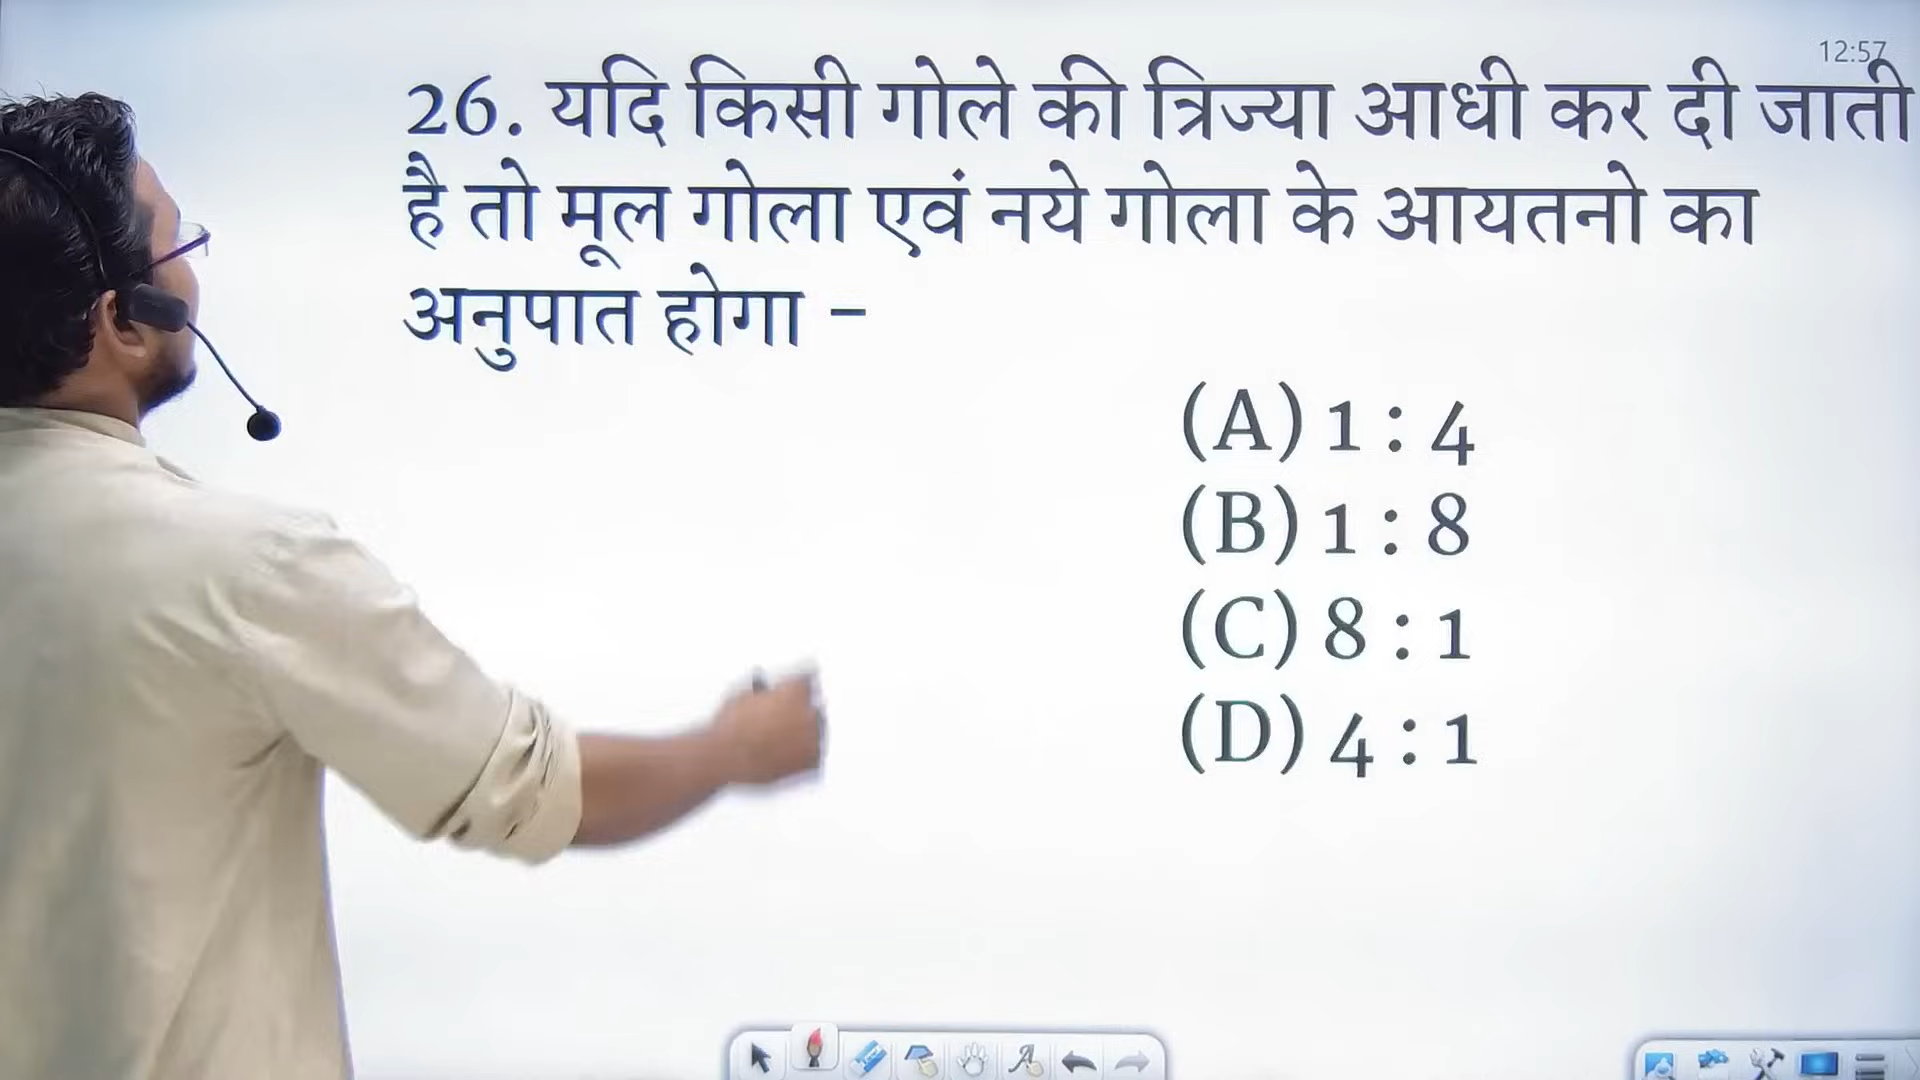 12:57
26. यदि किसी गोले की त्रिज्या आधी कर दी जाती
है तो मूल गोला एवं नये गोला के आयतनो का
अनुपात होगा –
(A) 1 : 4
(B) 1 : 8
(C) 8 : 1
(D) 4 : 1